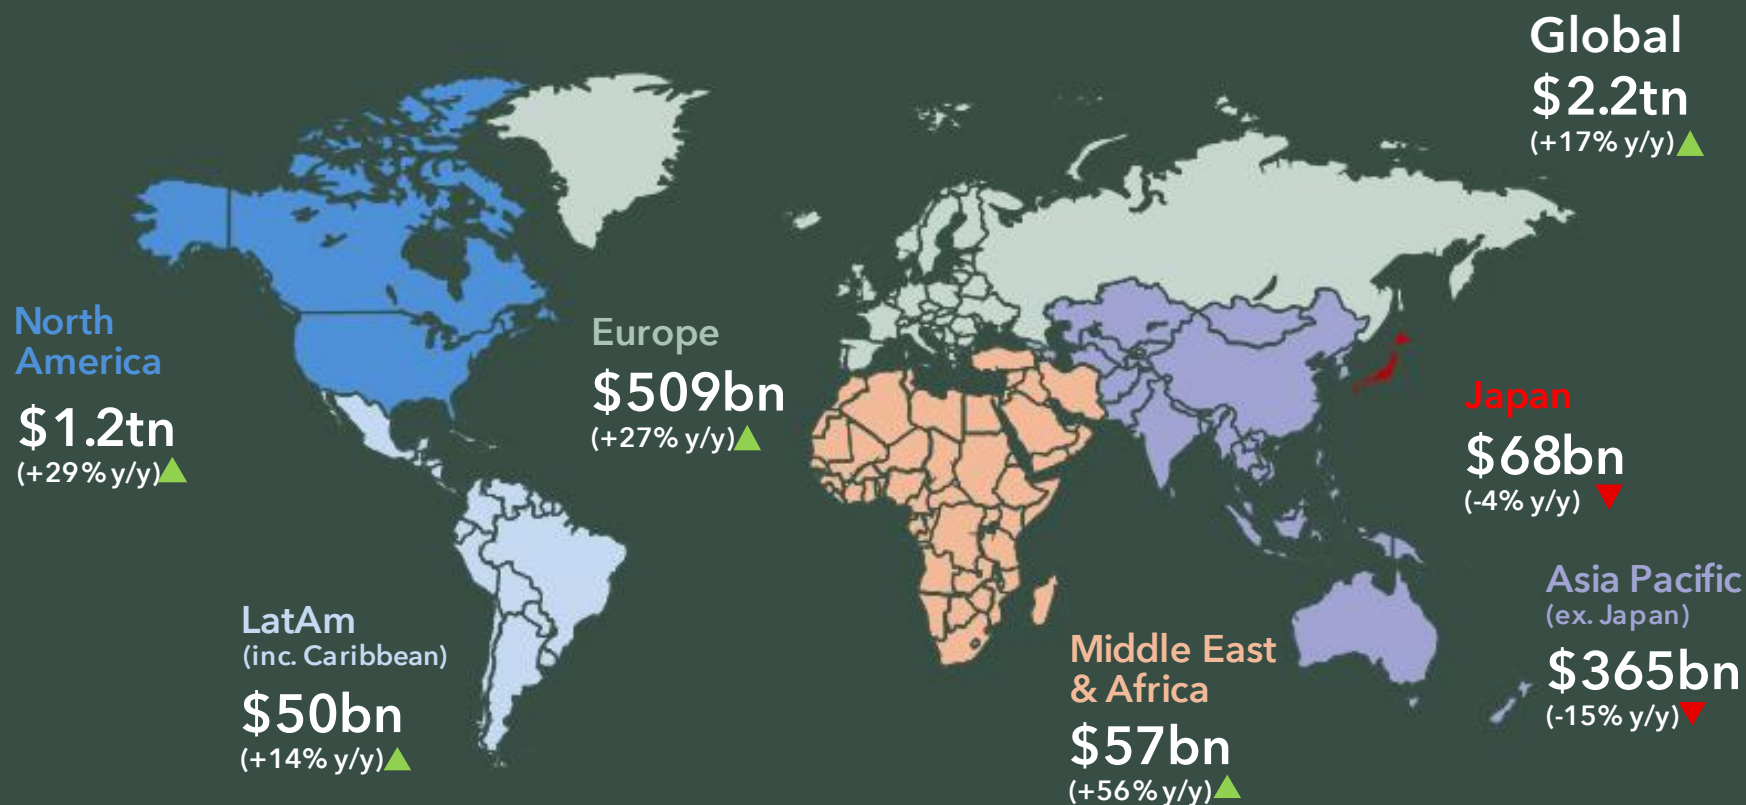 Global
$2.2tn
(+17% y/y)
North
America
$1.2tn
(+29% y/y)
Europe
$509bn
(+27% y/y)
Japan
$68bn
(-4% y/y)
LatAm
(inc. Caribbean)
$50bn
(+14% y/y)
Middle East
& Africa
$57bn
(+56% y/y)
Asia Pacific
(ex. Japan)
$365bn
(-15% y/y)